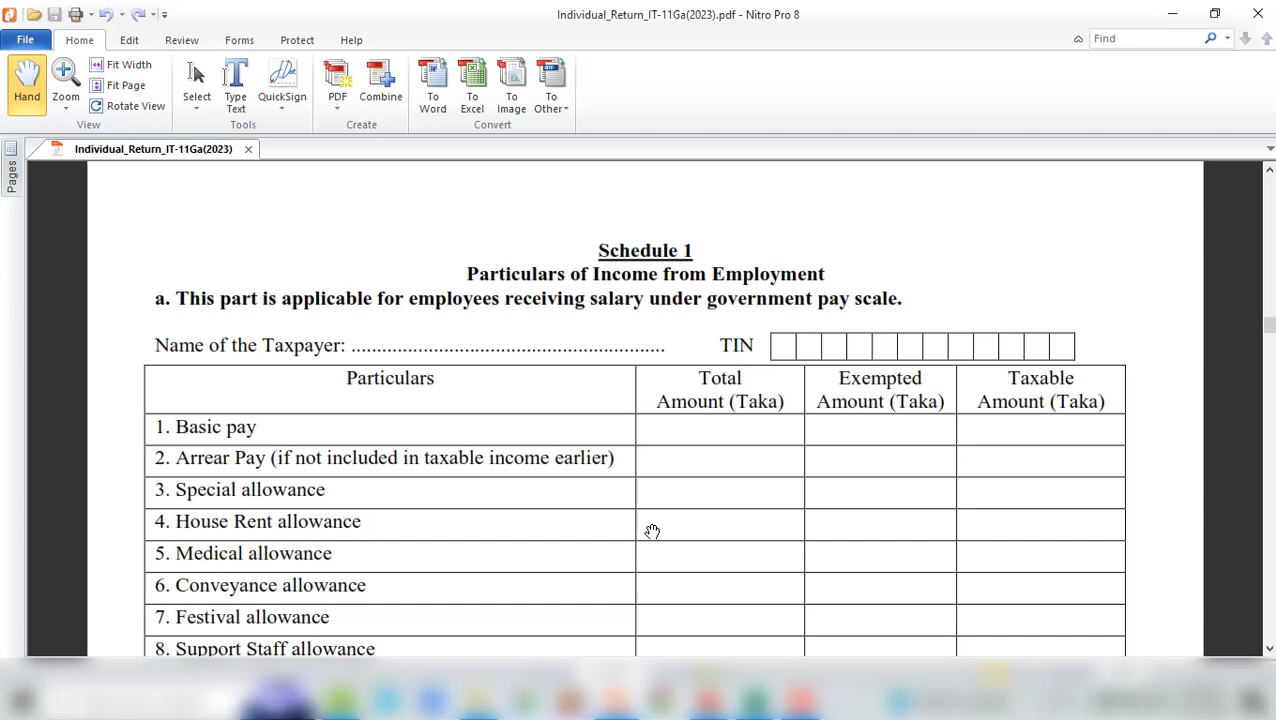 Individual_Return_IT-11Ga(2023).pdf - Nitro Pro 8
File Home Edit Review Forms Protect Help
Find
Hand
Zoom
Fit Width
Fit Page
Rotate View
View
Select
Type Text
QuickSign
Tools
PDF
Combine
Create
To Word
To Excel
To Image
To Other
Convert
Individual_Return_IT-11Ga(2023)
Pages
Schedule 1
Particulars of Income from Employment
a. This part is applicable for employees receiving salary under government pay scale.
Name of the Taxpayer: ............................................................. TIN
Particulars Total Amount (Taka) Exempted Amount (Taka) Taxable Amount (Taka)
1. Basic pay
2. Arrear Pay (if not included in taxable income earlier)
3. Special allowance
4. House Rent allowance
5. Medical allowance
6. Conveyance allowance
7. Festival allowance
8. Support Staff allowance